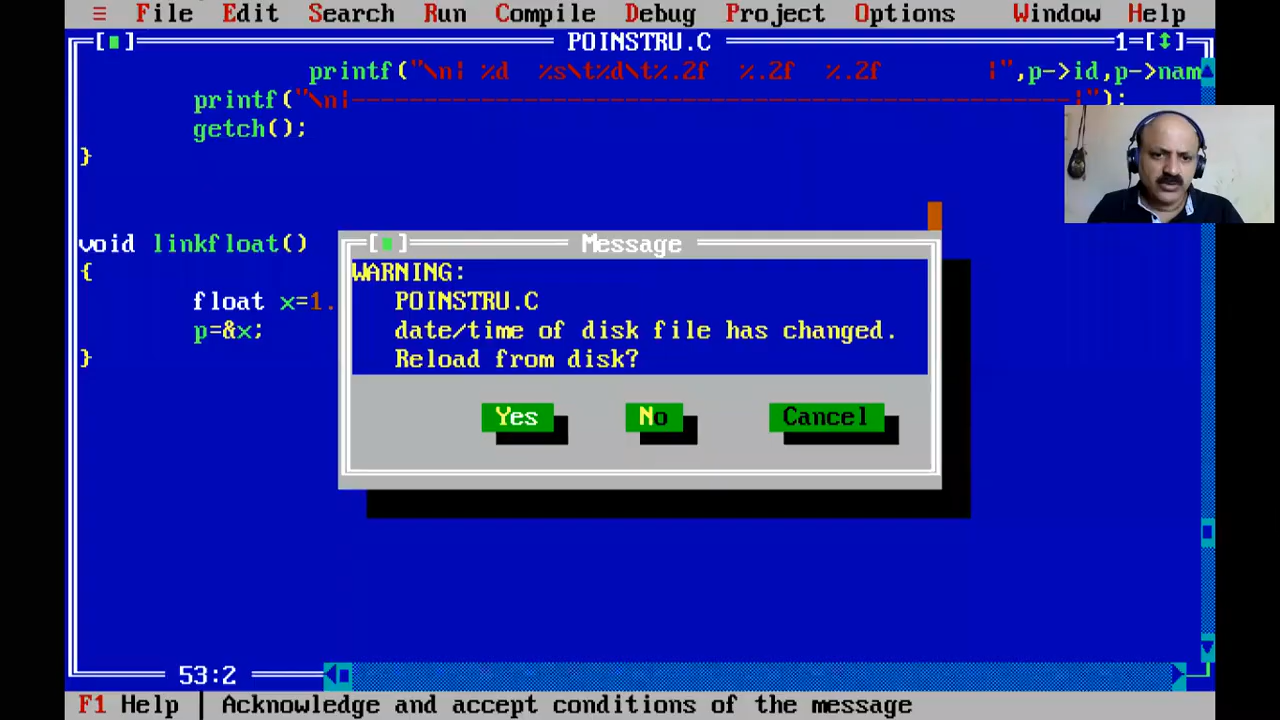 ≡ File Edit Search Run Compile Debug Project Options Window Help
[■] POINSTRU.C 1=[↕]
printf("\n| %d %s\t%d\t%.2f %.2f %.2f |",p->id,p->nam
printf("\n|--------------------------------------------------|");
getch();
}
void linkfloat()
{
float x=1.
p=&x;
}
[■] Message
WARNING:
POINSTRU.C
date/time of disk file has changed.
Reload from disk?
Yes No Cancel
53:2
F1 Help | Acknowledge and accept conditions of the message